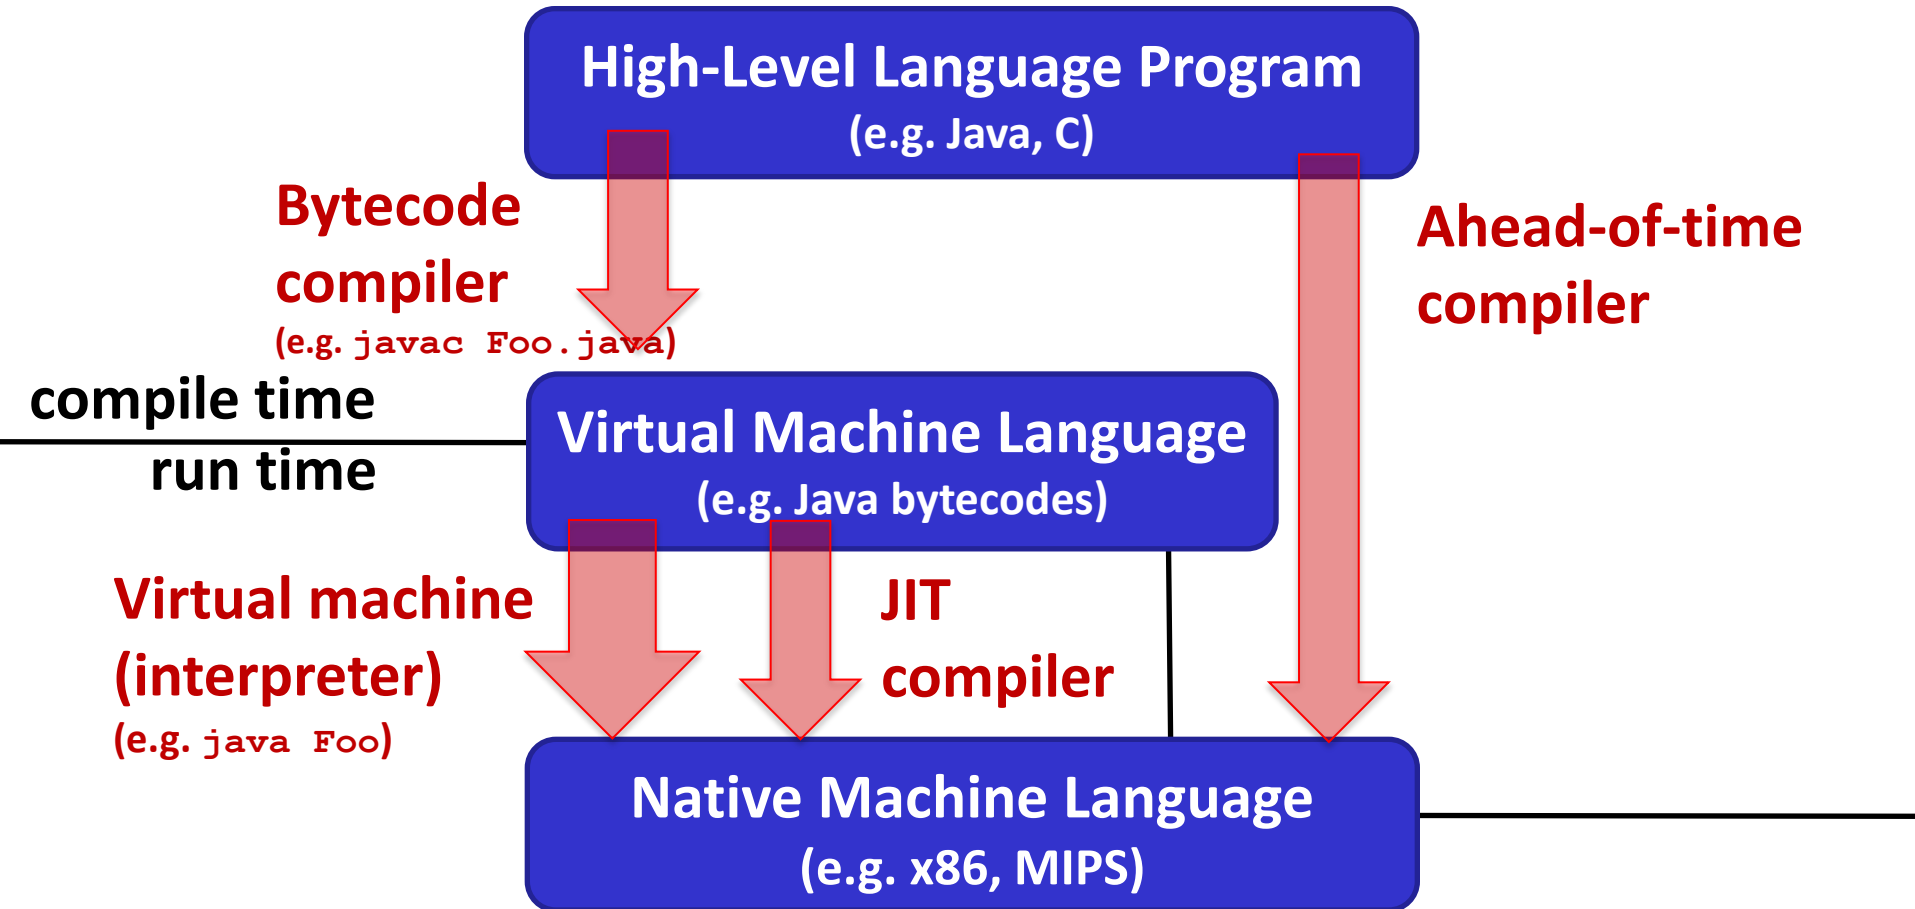 High-Level Language Program
(e.g. Java, C)
Bytecode
compiler
(e.g. javac Foo.java)
Ahead-of-time
compiler
compile time
run time
Virtual Machine Language
(e.g. Java bytecodes)
Virtual machine
(interpreter)
(e.g. java Foo)
JIT
compiler
Native Machine Language
(e.g. x86, MIPS)